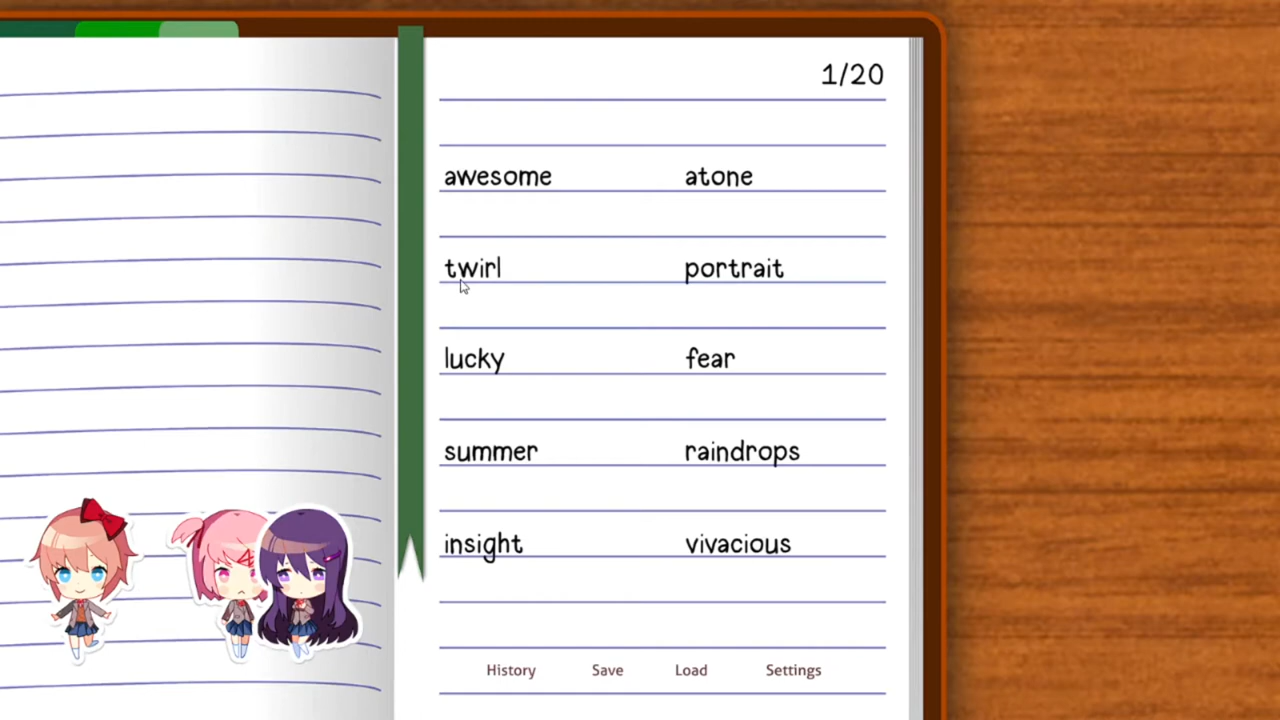 1/20
awesome atone
twirl portrait
lucky fear
summer raindrops
insight vivacious
History Save Load Settings